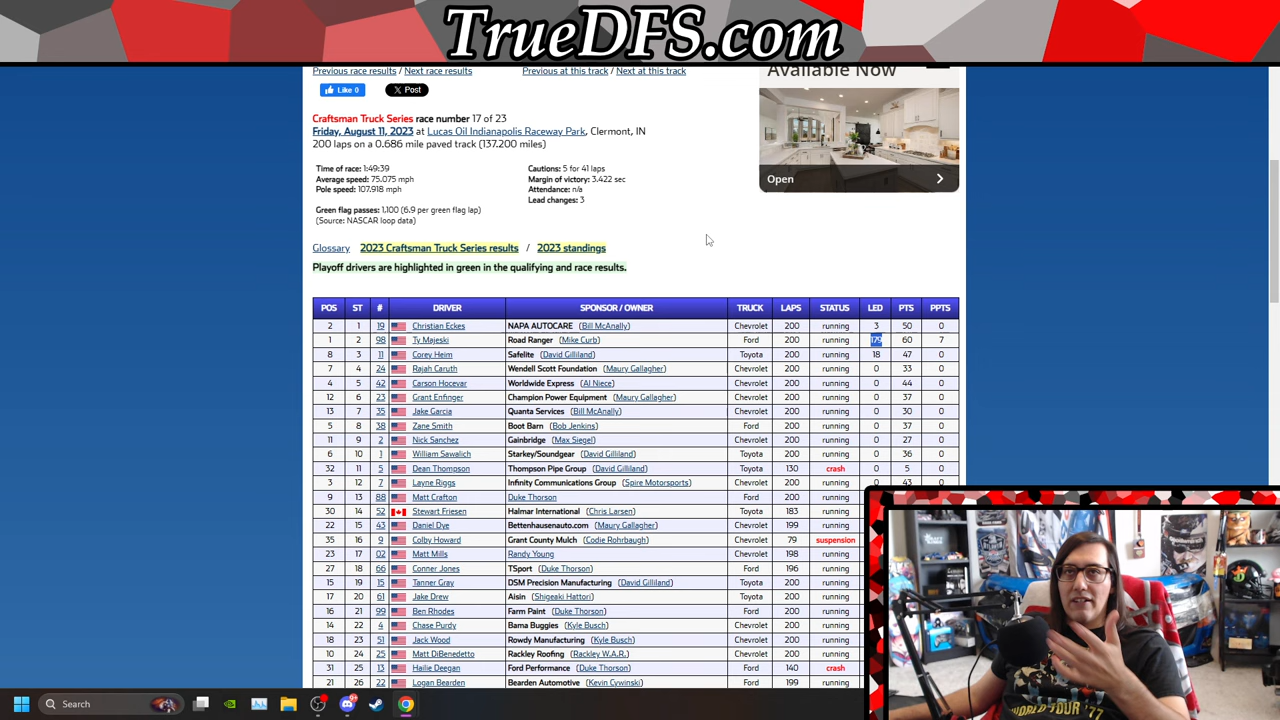 TrueDFS.com
Previous race results / Next race results Previous at this track / Next at this track
Available Now
Like 0 Post
Open
Craftsman Truck Series race number 17 of 23
Friday, August 11, 2023 at Lucas Oil Indianapolis Raceway Park, Clermont, IN
200 laps on a 0.686 mile paved track (137.200 miles)
Time of race: 1:49:39 Cautions: 5 for 41 laps
Average speed: 75.075 mph Margin of victory: 3.422 sec
Pole speed: 107.918 mph Attendance: n/a
Lead changes: 3
Green flag passes: 1,100 (6.9 per green flag lap)
(Source: NASCAR loop data)
Glossary 2023 Craftsman Truck Series results / 2023 standings
Playoff drivers are highlighted in green in the qualifying and race results.
POS ST # DRIVER SPONSOR / OWNER TRUCK LAPS STATUS LED PTS PPTS
2 1 19 Christian Eckes NAPA AUTOCARE (Bill McAnally) Chevrolet 200 running 3 50 0
1 2 98 Ty Majeski Road Ranger (Mike Curb) Ford 200 running 179 60 7
8 3 11 Corey Heim Safelite (David Gilliland) Toyota 200 running 18 47 0
7 4 24 Rajah Caruth Wendell Scott Foundation (Maury Gallagher) Chevrolet 200 running 0 33 0
4 5 42 Carson Hocevar Worldwide Express (Al Niece) Chevrolet 200 running 0 44 0
12 6 23 Grant Enfinger Champion Power Equipment (Maury Gallagher) Chevrolet 200 running 0 37 0
13 7 35 Jake Garcia Quanta Services (Bill McAnally) Chevrolet 200 running 0 30 0
5 8 38 Zane Smith Boot Barn (Bob Jenkins) Ford 200 running 0 37 0
11 9 2 Nick Sanchez Gainbridge (Max Siegel) Chevrolet 200 running 0 27 0
6 10 1 William Sawalich Starkey/Soundgear (David Gilliland) Toyota 200 running 0 36 0
32 11 5 Dean Thompson Thompson Pipe Group (David Gilliland) Toyota 130 crash 0 5 0
3 12 7 Layne Riggs Infinity Communications Group (Spire Motorsports) Chevrolet 200 running 0 43 0
9 13 88 Matt Crafton Duke Thorson Ford 200 running
30 14 52 Stewart Friesen Halmar International (Chris Larsen) Toyota 183 running
22 15 43 Daniel Dye Bettenhausenauto.com (Maury Gallagher) Chevrolet 199 running
35 16 9 Colby Howard Grant County Mulch (Codie Rohrbaugh) Chevrolet 79 suspension
23 17 02 Matt Mills Randy Young Chevrolet 198 running
27 18 66 Conner Jones TSport (Duke Thorson) Ford 196 running
15 19 15 Tanner Gray DSM Precision Manufacturing (David Gilliland) Toyota 200 running
17 20 61 Jake Drew Aisin (Shigeaki Hattori) Toyota 200 running
16 21 99 Ben Rhodes Farm Paint (Duke Thorson) Ford 200 running
14 22 4 Chase Purdy Bama Buggies (Kyle Busch) Chevrolet 200 running
18 23 51 Jack Wood Rowdy Manufacturing (Kyle Busch) Chevrolet 200 running
10 24 25 Matt DiBenedetto Rackley Roofing (Rackley W.A.R.) Chevrolet 200 running
31 25 13 Hailie Deegan Ford Performance (Duke Thorson) Ford 140 crash
21 26 22 Logan Bearden Bearden Automotive (Kevin Cywinski) Ford 199 running
WORLD TOUR '77
Search